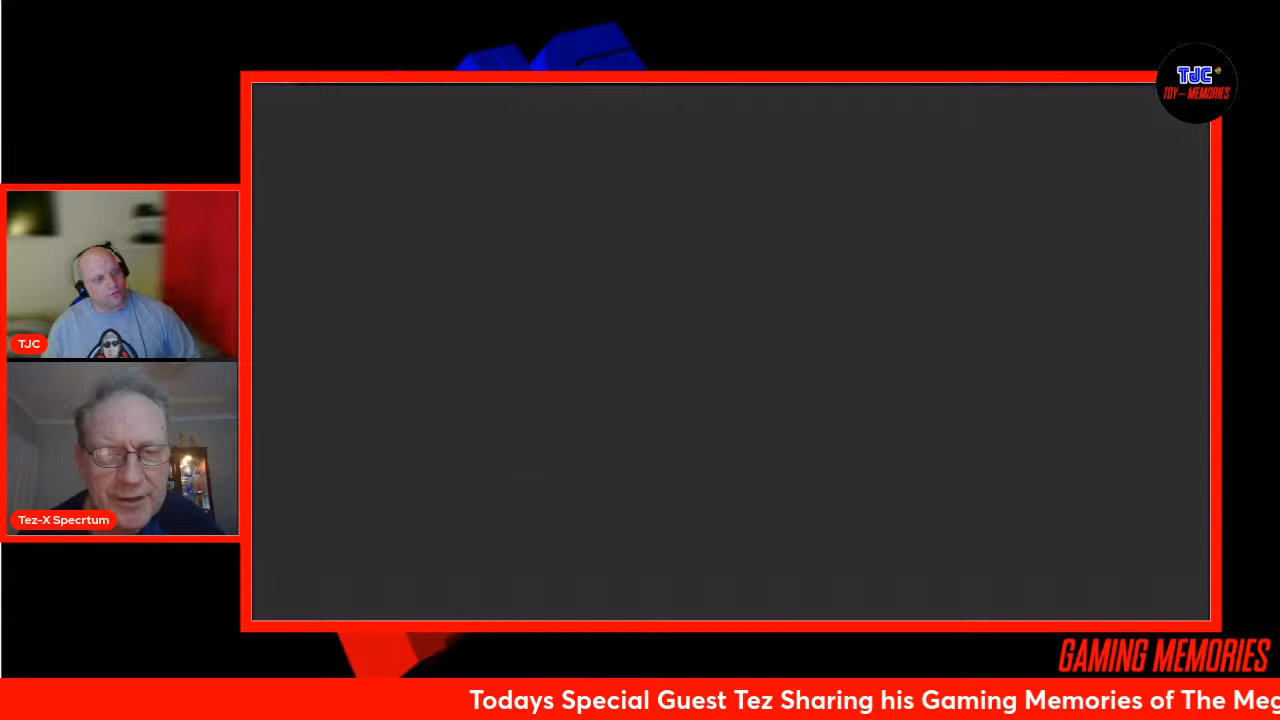 TJC
TOY-MEMORIES
TJC
Tez-X Specrtum
GAMING MEMORIES
Todays Special Guest Tez Sharing his Gaming Memories of The Meg